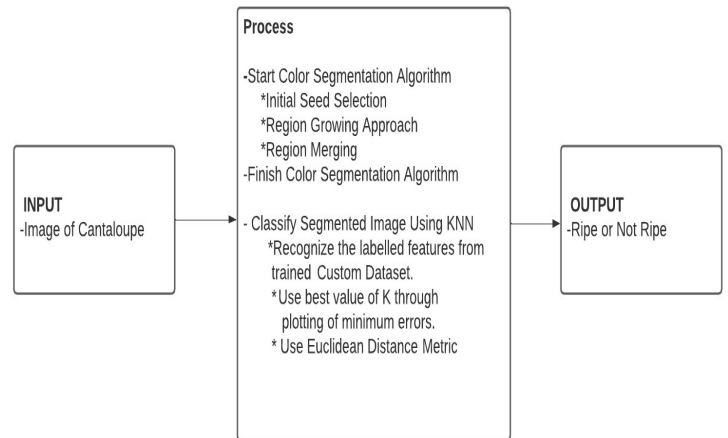 INPUT
-Image of Cantaloupe
Process
-Start Color Segmentation Algorithm
*Initial Seed Selection
*Region Growing Approach
*Region Merging
-Finish Color Segmentation Algorithm
- Classify Segmented Image Using KNN
*Recognize the labelled features from
trained Custom Dataset.
*Use best value of K through
plotting of minimum errors.
* Use Euclidean Distance Metric
OUTPUT
-Ripe or Not Ripe